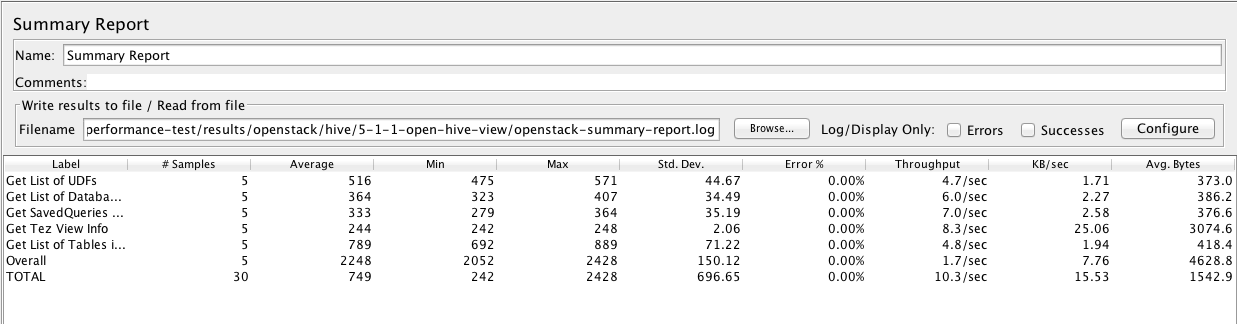 Summary Report
Name: Summary Report
Comments:
Write results to file / Read from file
Filename performance-test/results/openstack/hive/5-1-1-open-hive-view/openstack-summary-report.log Browse... Log/Display Only: Errors Successes Configure
Label # Samples Average Min Max Std. Dev. Error % Throughput KB/sec Avg. Bytes
Get List of UDFs 5 516 475 571 44.67 0.00% 4.7/sec 1.71 373.0
Get List of Databa... 5 364 323 407 34.49 0.00% 6.0/sec 2.27 386.2
Get SavedQueries ... 5 333 279 364 35.19 0.00% 7.0/sec 2.58 376.6
Get Tez View Info 5 244 242 248 2.06 0.00% 8.3/sec 25.06 3074.6
Get List of Tables i... 5 789 692 889 71.22 0.00% 4.8/sec 1.94 418.4
Overall 5 2248 2052 2428 150.12 0.00% 1.7/sec 7.76 4628.8
TOTAL 30 749 242 2428 696.65 0.00% 10.3/sec 15.53 1542.9